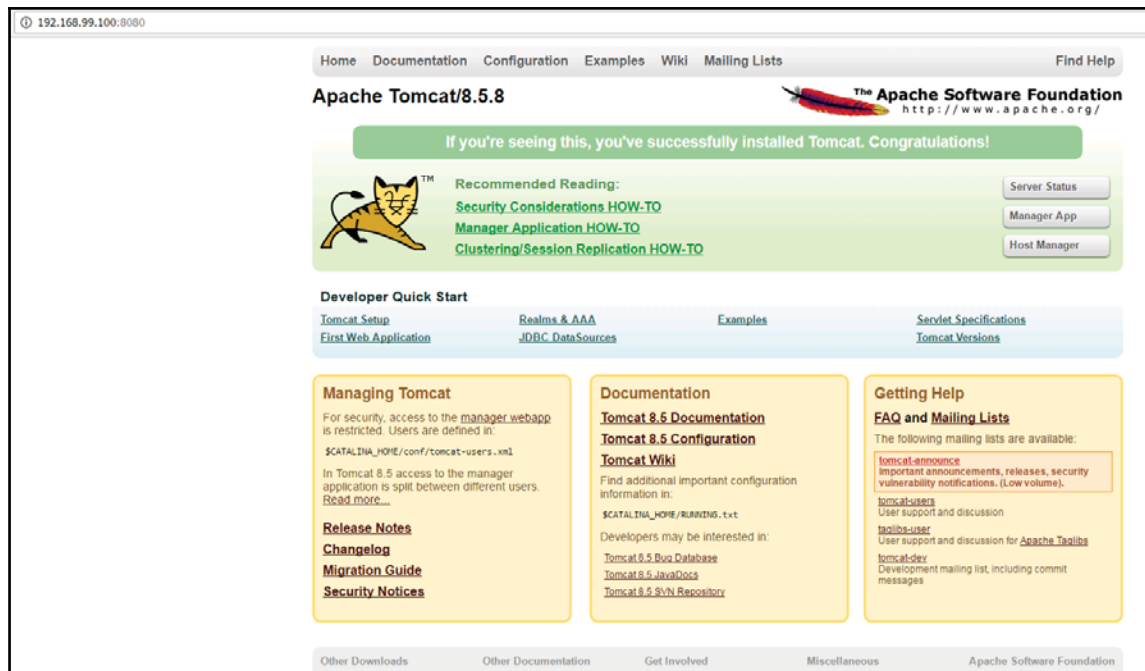 192.168.99.100:8080
Home Documentation Configuration Examples Wiki Mailing Lists Find Help
Apache Tomcat/8.5.8
The Apache Software Foundation
http://www.apache.org/
If you're seeing this, you've successfully installed Tomcat. Congratulations!
TM
Recommended Reading:
Security Considerations HOW-TO
Manager Application HOW-TO
Clustering/Session Replication HOW-TO
Server Status
Manager App
Host Manager
Developer Quick Start
Tomcat Setup
First Web Application
Realms & AAA
JDBC DataSources
Examples
Servlet Specifications
Tomcat Versions
Managing Tomcat
For security, access to the manager webapp
is restricted. Users are defined in:
$CATALINA_HOME/conf/tomcat-users.xml
In Tomcat 8.5 access to the manager
application is split between different users.
Read more...
Release Notes
Changelog
Migration Guide
Security Notices
Documentation
Tomcat 8.5 Documentation
Tomcat 8.5 Configuration
Tomcat Wiki
Find additional important configuration
information in:
$CATALINA_HOME/RUNNING.txt
Developers may be interested in:
Tomcat 8.5 Bug Database
Tomcat 8.5 JavaDocs
Tomcat 8.5 SVN Repository
Getting Help
FAQ and Mailing Lists
The following mailing lists are available:
tomcat-announce
Important announcements, releases, security
vulnerability notifications. (Low volume).
tomcat-users
User support and discussion
taglibs-user
User support and discussion for Apache Taglibs
tomcat-dev
Development mailing list, including commit
messages
Other Downloads Other Documentation Get Involved Miscellaneous Apache Software Foundation